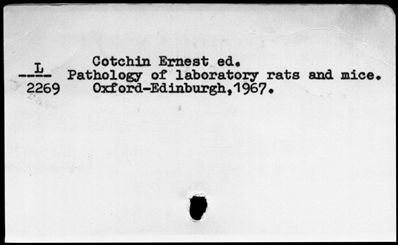 Cotchin Ernest ed.
L
---- Pathology of laboratory rats and mice.
2269 Oxford-Edinburgh,1967.